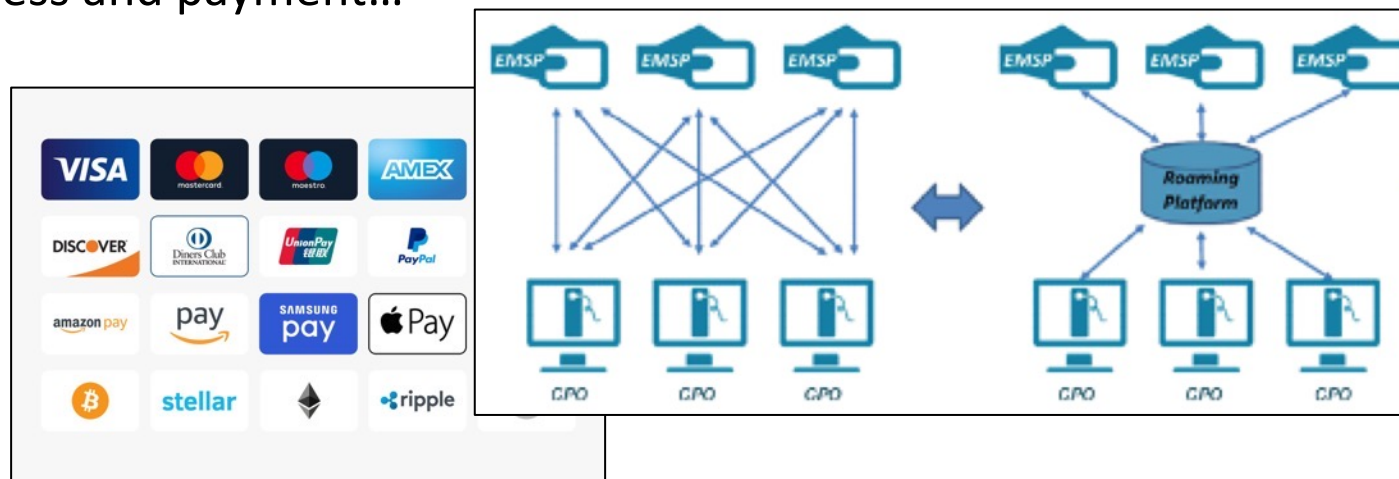 ess and payment...
VISA
mastercard
maestro
AMEX
DISCOVER
Diners Club
INTERNATIONAL
UnionPay
银联
PayPal
amazon pay
pay
SAMSUNG
pay
Pay
stellar
ripple
EMSP EMSP EMSP
EMSP EMSP EMSP
Roaming
Platform
CPO CPO CPO
CPO CPO CPO